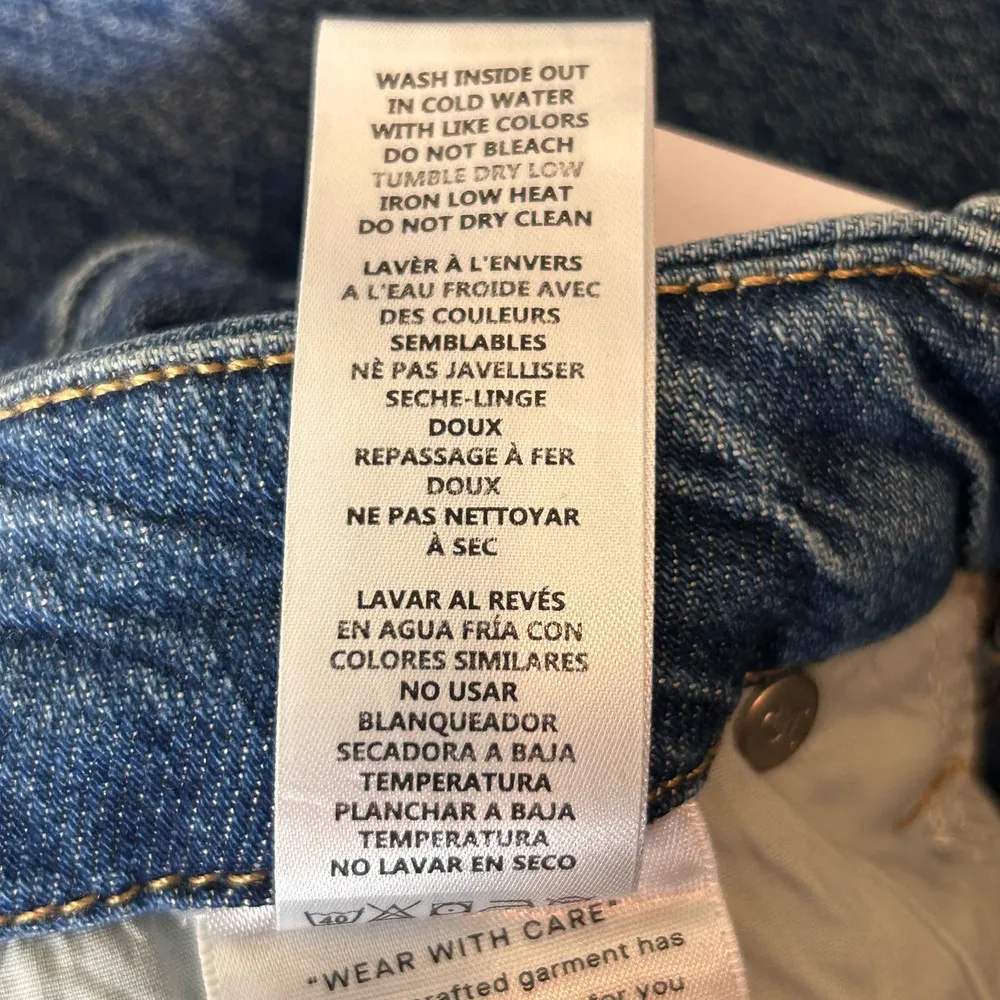 WASH INSIDE OUT
IN COLD WATER
WITH LIKE COLORS
DO NOT BLEACH
TUMBLE DRY LOW
IRON LOW HEAT
DO NOT DRY CLEAN
LAVÈR À L'ENVERS
A L'EAU FROIDE AVEC
DES COULEURS
SEMBLABLES
NÈ PAS JAVELLISER
SECHE-LINGE
DOUX
REPASSAGE À FER
DOUX
NE PAS NETTOYAR
À SEC
LAVAR AL REVÉS
EN AGUA FRÍA CON
COLORES SIMILARES
NO USAR
BLANQUEADOR
SECADORA A BAJA
TEMPERATURA
PLANCHAR A BAJA
TEMPERATURA
NO LAVAR EN SECO
40
"WEAR WITH CARE"
garment has
for you